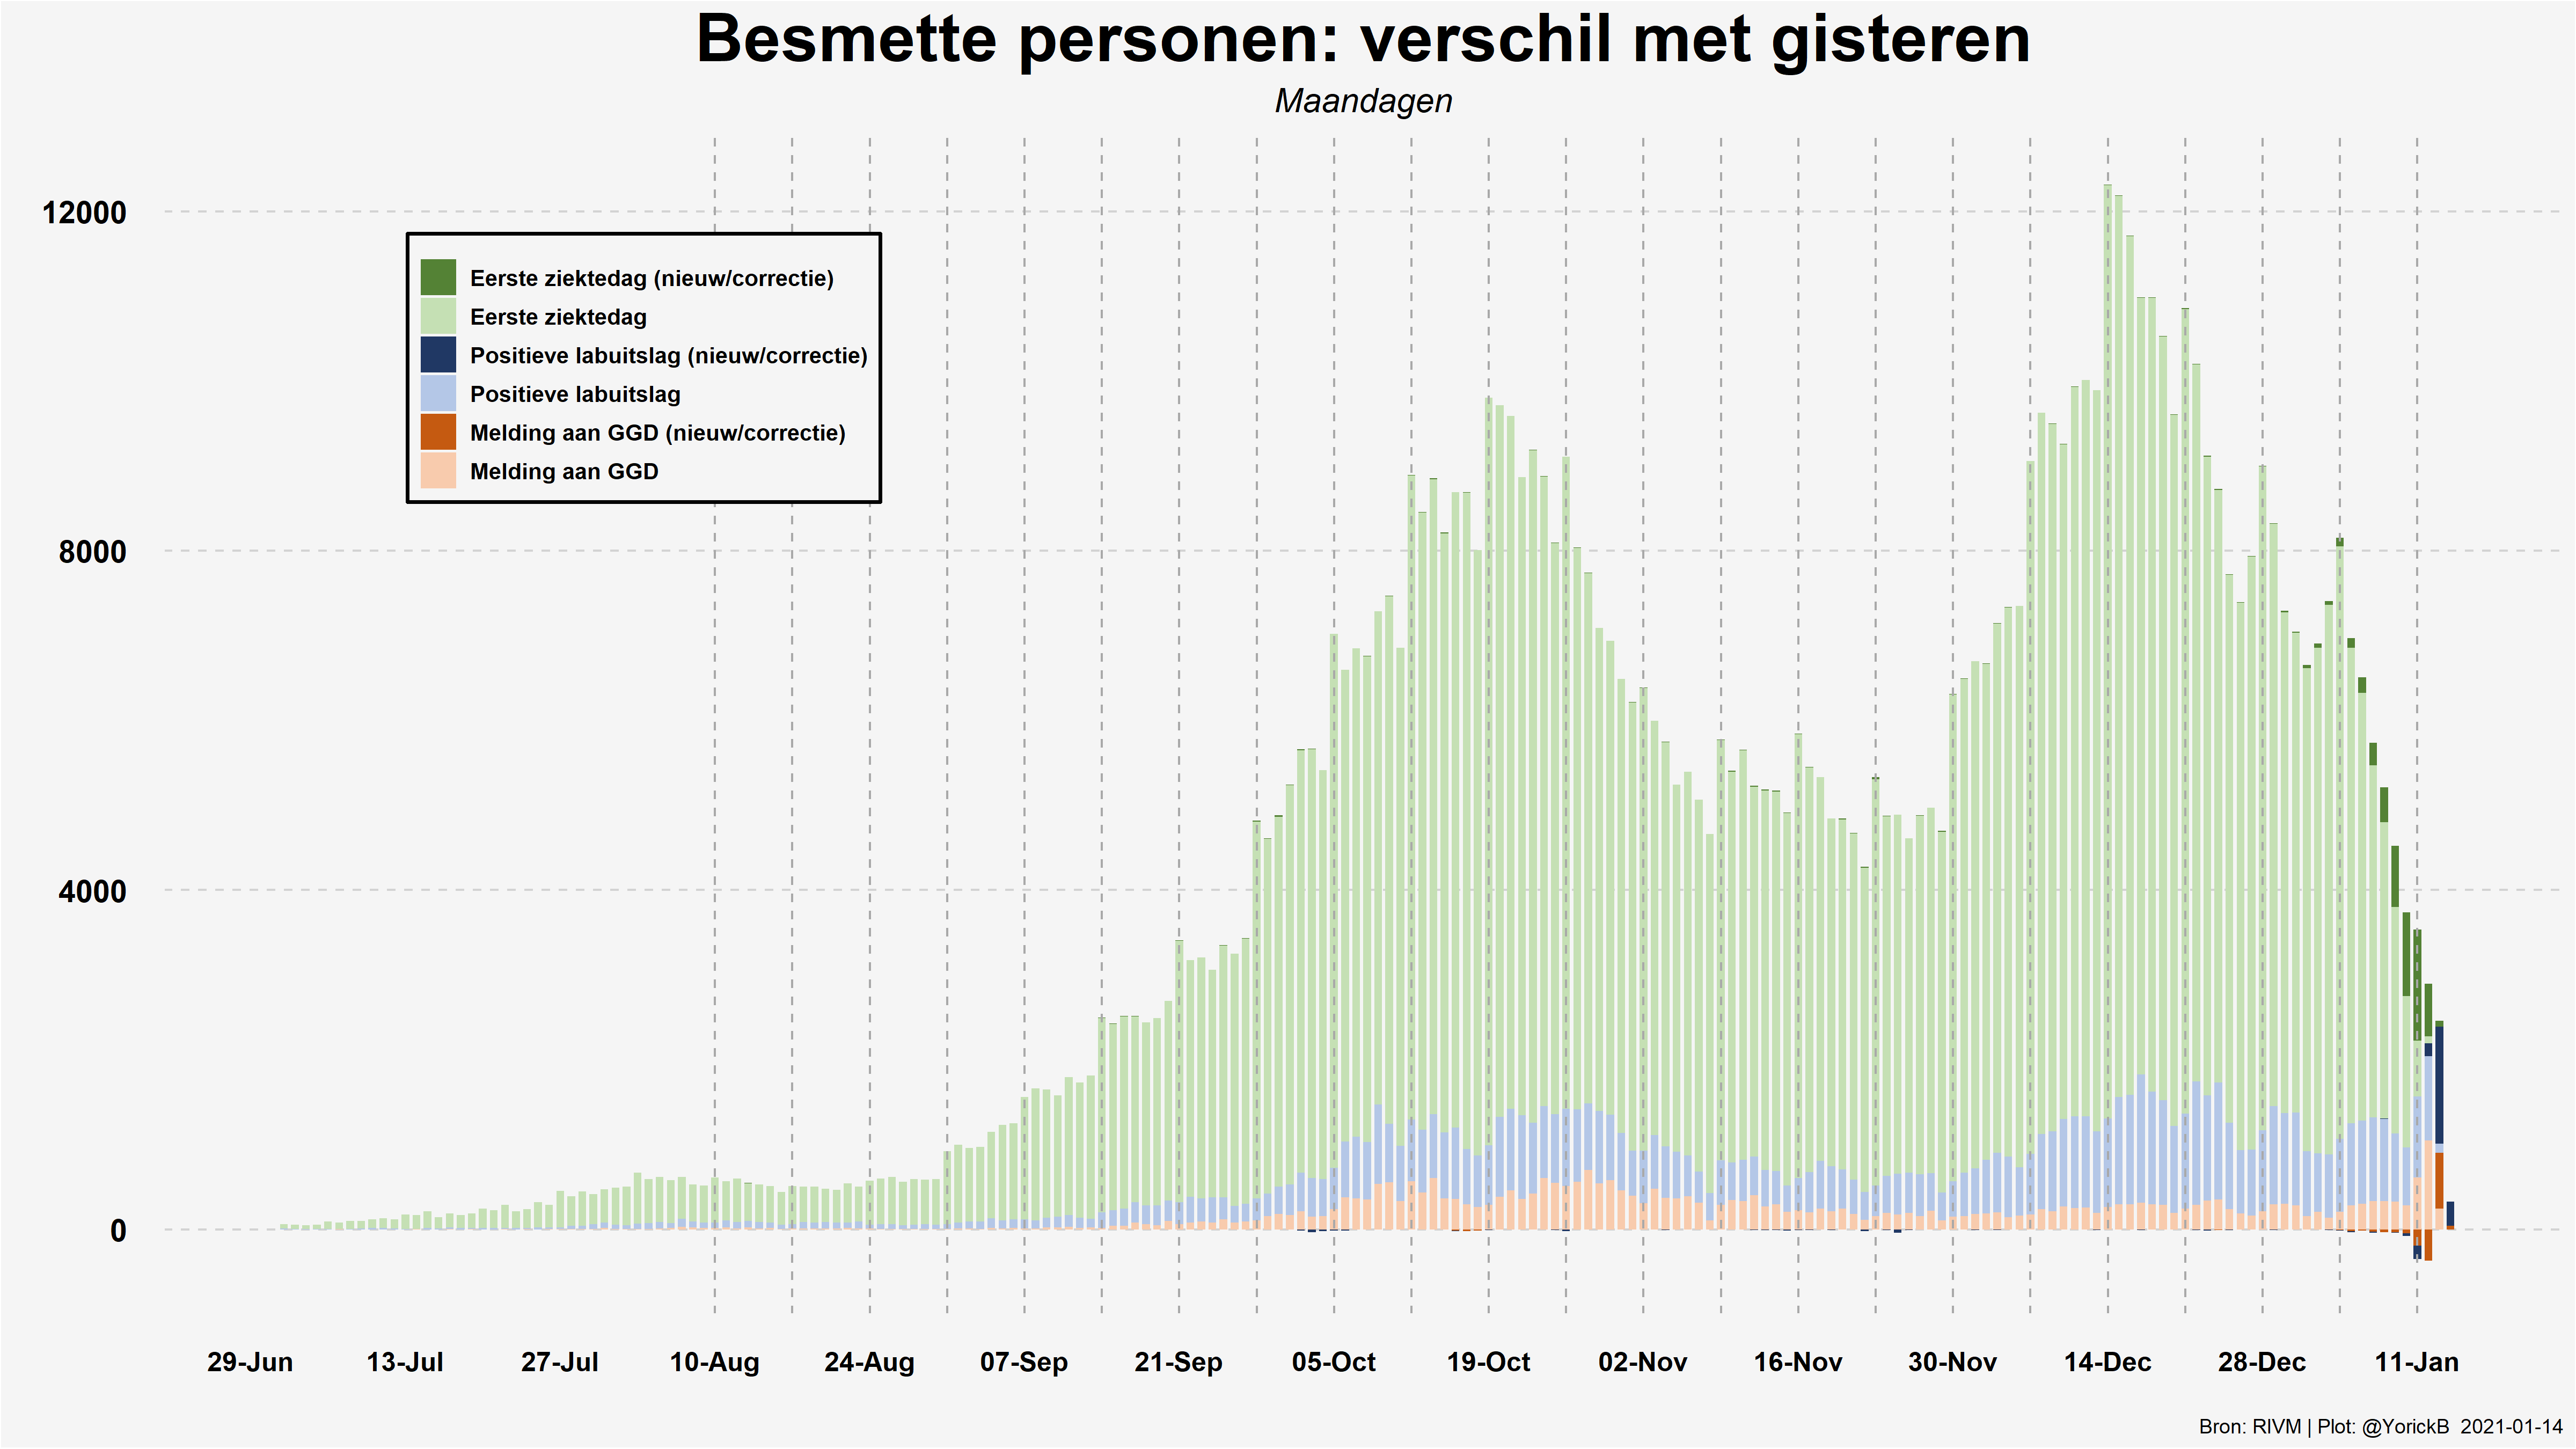 Besmette personen: verschil met gisteren
Maandagen
12000
8000
4000
0
Eerste ziektedag (nieuw/correctie)
Eerste ziektedag
Positieve labuitslag (nieuw/correctie)
Positieve labuitslag
Melding aan GGD (nieuw/correctie)
Melding aan GGD
29-Jun 13-Jul 27-Jul 10-Aug 24-Aug 07-Sep 21-Sep 05-Oct 19-Oct 02-Nov 16-Nov 30-Nov 14-Dec 28-Dec 11-Jan
Bron: RIVM | Plot: @YorickB 2021-01-14